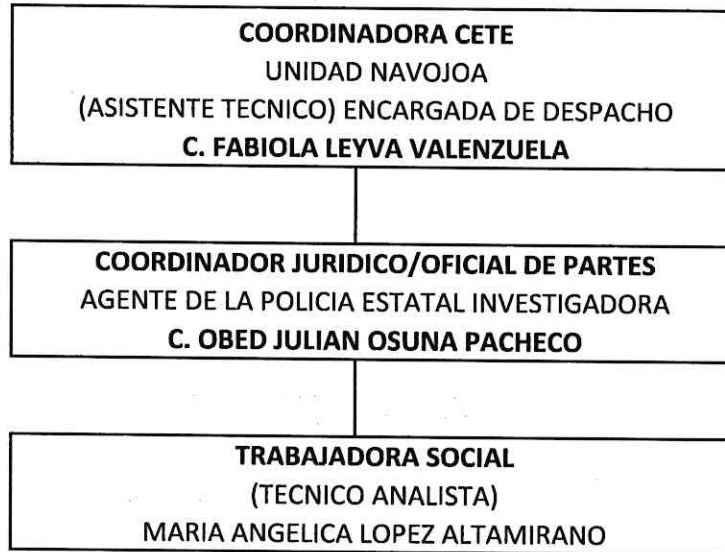 COORDINADORA CETE
UNIDAD NAVOJOA
(ASISTENTE TECNICO) ENCARGADA DE DESPACHO
C. FABIOLA LEYVA VALENZUELA
COORDINADOR JURIDICO/OFICIAL DE PARTES
AGENTE DE LA POLICIA ESTATAL INVESTIGADORA
C. OBED JULIAN OSUNA PACHECO
TRABAJADORA SOCIAL
(TECNICO ANALISTA)
MARIA ANGELICA LOPEZ ALTAMIRANO